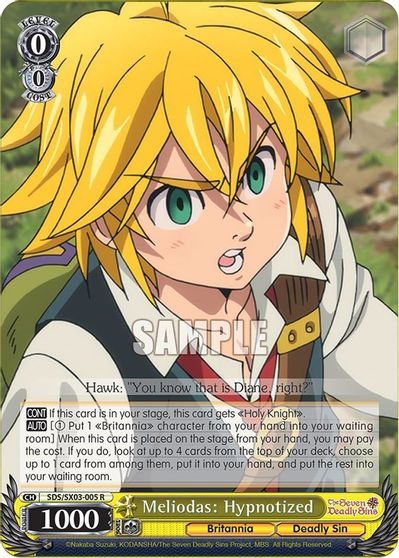 LEVEL
0
0
COST
SAMPLE
Hawk: "You know that is Diane, right?"
CONT If this card is in your stage, this card gets «Holy Knight».
AUTO [① Put 1 «Britannia» character from your hand into your waiting
room] When this card is placed on the stage from your hand, you may pay
the cost. If you do, look at up to 4 cards from the top of your deck, choose
up to 1 card from among them, put it into your hand, and put the rest
into your waiting room.
CH SDS/SX03-005 R
Meliodas: Hypnotized
The Seven Deadly Sins
POWER 1000
Britannia
Deadly Sin
©Nakaba Suzuki, KODANSHA/The Seven Deadly Sins Project, MBS. All Rights Reserved.